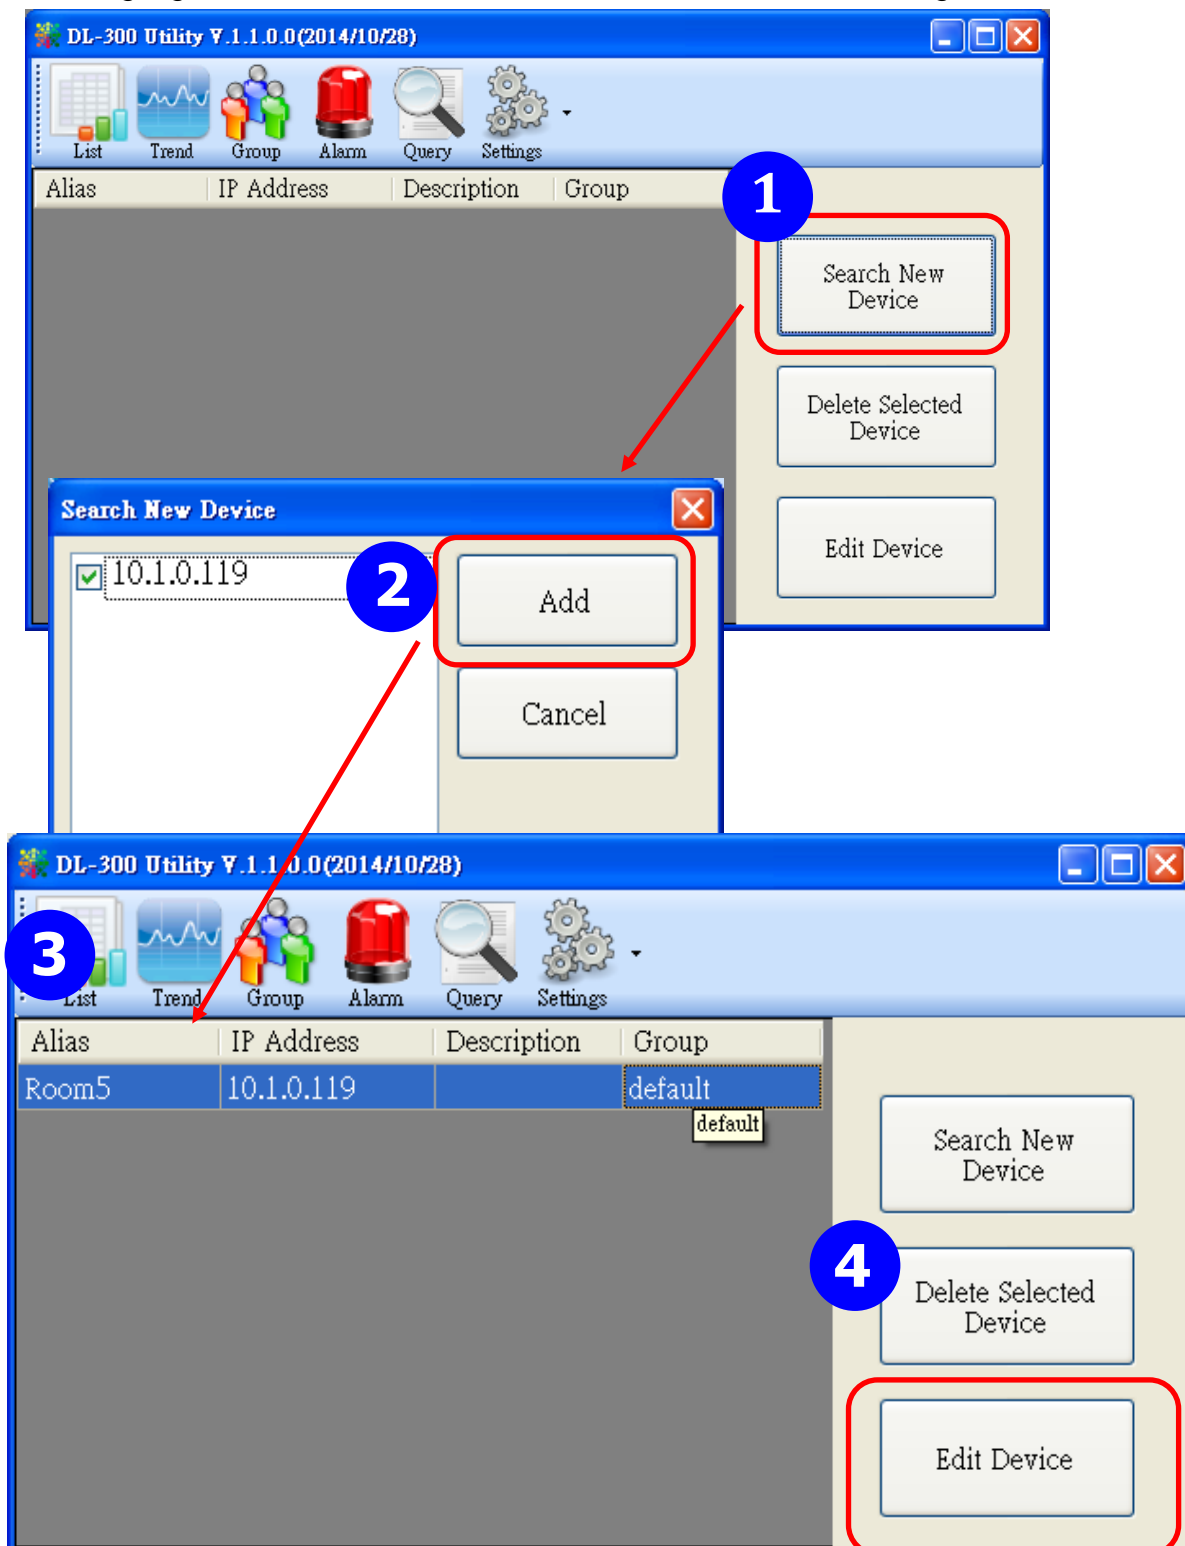 DL-300 Utility V.1.1.0.0(2014/10/28)
List Trend Group Alarm Query Settings
Alias IP Address Description Group
1
Search New
Device
Delete Selected
Device
Edit Device
Search New Device
10.1.0.119
2
Add
Cancel
DL-300 Utility V.1.1.0.0(2014/10/28)
3
List Trend Group Alarm Query Settings
Alias IP Address Description Group
Room5 10.1.0.119 default
default
Search New
Device
4
Delete Selected
Device
Edit Device